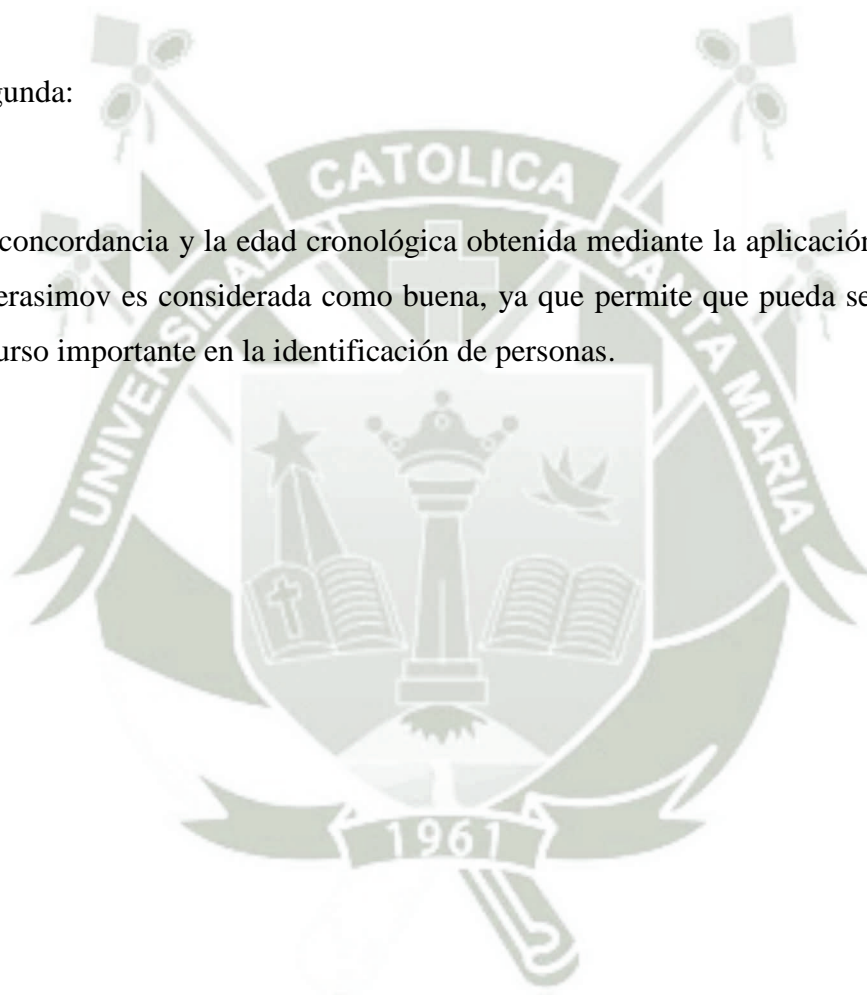 gunda:
CATOLICA
concordancia y la edad cronológica obtenida mediante la aplicación
erasimov es considerada como buena, ya que permite que pueda se
urso importante en la identificación de personas.
UNIVERSIDAD
SANTA MARIA
1961